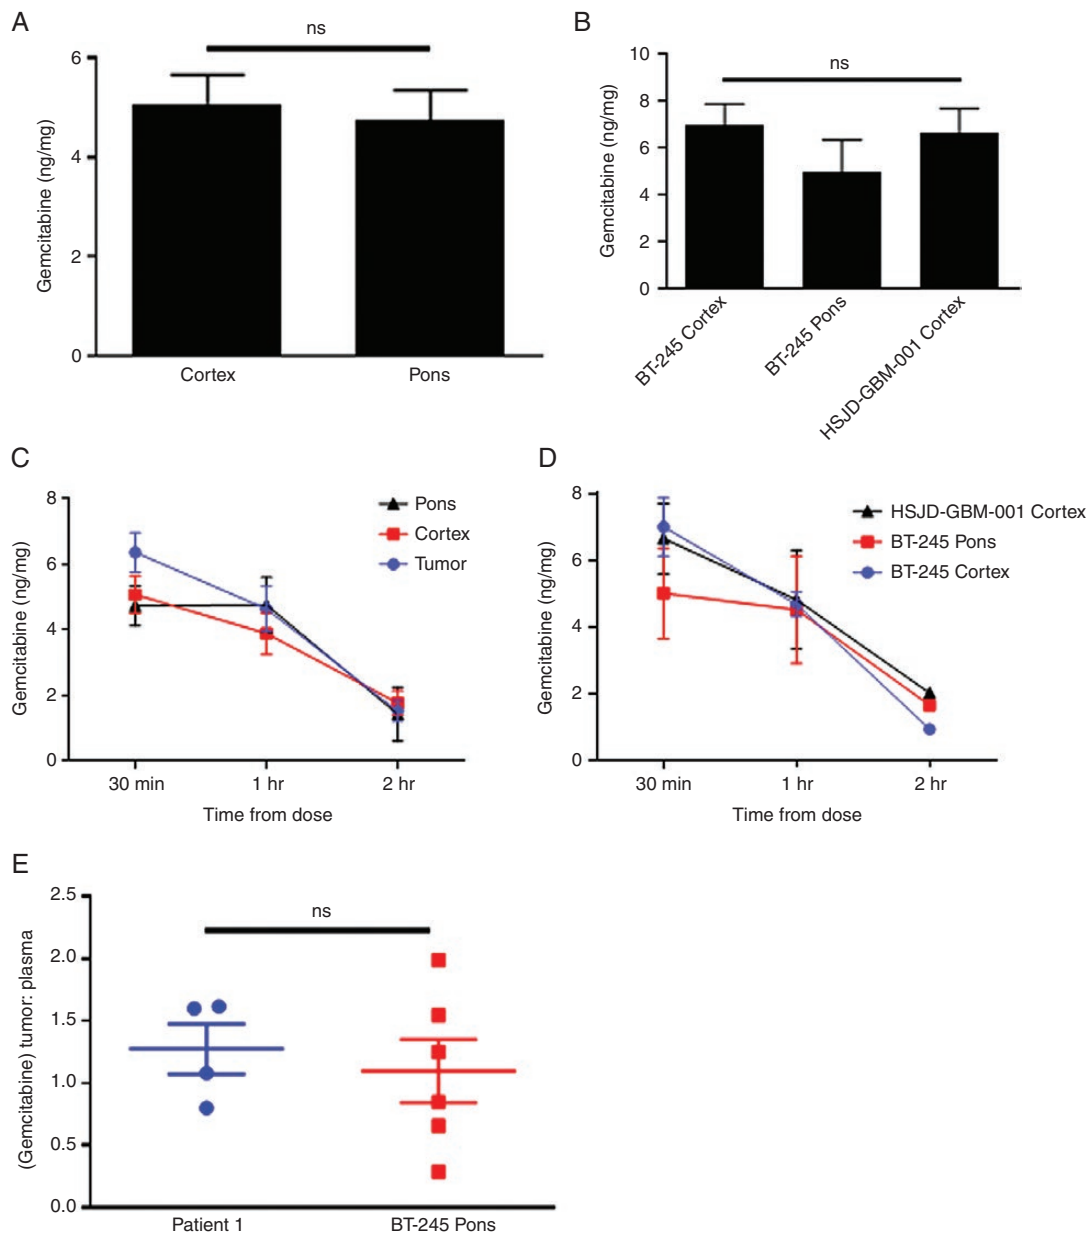 A
ns
6
4
2
0
Gemcitabine (ng/mg)
Cortex
Pons
B
ns
10
8
6
4
2
0
Gemcitabine (ng/mg)
BT-245 Cortex
BT-245 Pons
HSJD-GBM-001 Cortex
C
8
6
4
2
0
Gemcitabine (ng/mg)
Pons
Cortex
Tumor
30 min
1 hr
2 hr
Time from dose
D
8
6
4
2
0
Gemcitabine (ng/mg)
HSJD-GBM-001 Cortex
BT-245 Pons
BT-245 Cortex
30 min
1 hr
2 hr
Time from dose
E
2.5
2.0
1.5
1.0
0.5
0.0
(Gemcitabine) tumor: plasma
ns
Patient 1
BT-245 Pons